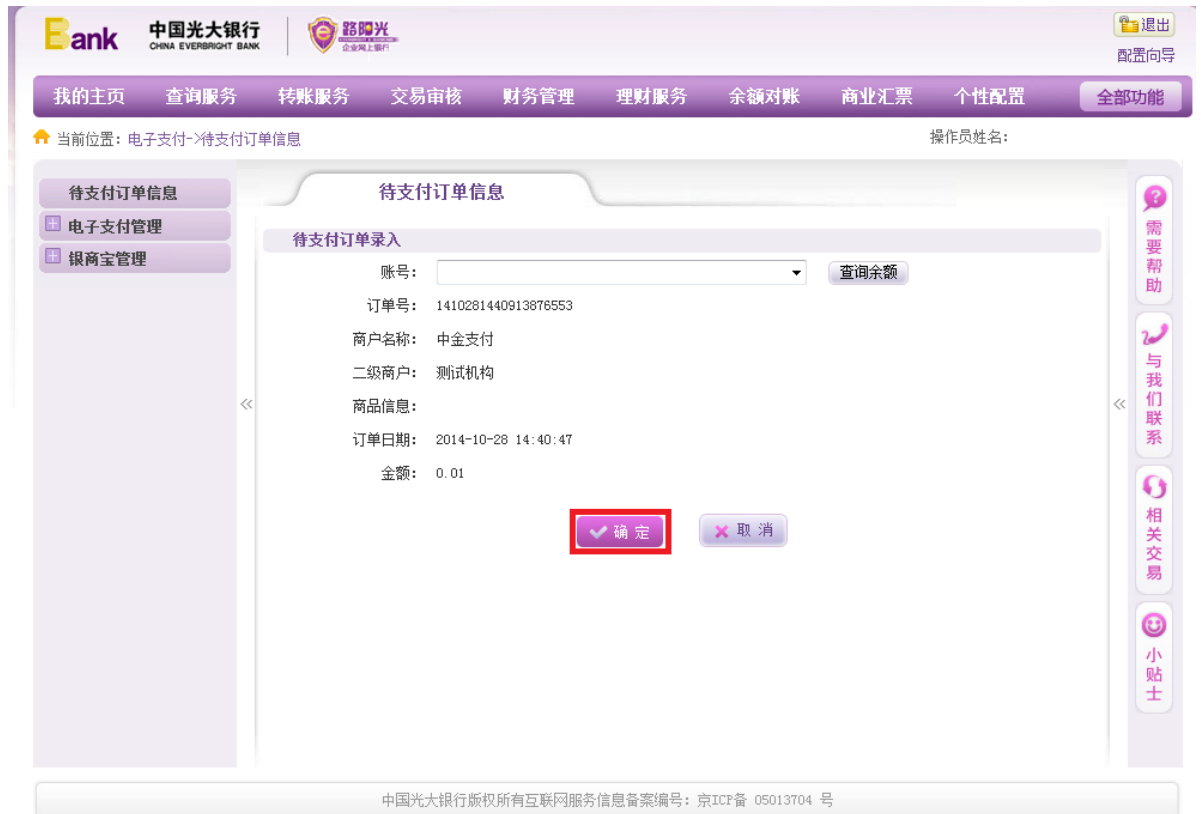 Bank 中国光大银行 CHINA EVERBRIGHT BANK
企业网上银行
退出
配置向导
我的主页 查询服务 转账服务 交易审核 财务管理 理财服务 余额对账 商业汇票 个性配置 全部功能
当前位置：电子支付->待支付订单信息 操作员姓名：
待支付订单信息
电子支付管理
银商宝管理
待支付订单信息
待支付订单录入
账号： 查询余额
订单号： 1410281440913876553
商户名称： 中金支付
二级商户： 测试机构
商品信息：
订单日期： 2014-10-28 14:40:47
金额： 0.01
确 定 取 消
需要帮助
与我们联系
相关交易
小贴士
中国光大银行版权所有互联网服务信息备案编号：京ICP备 05013704 号